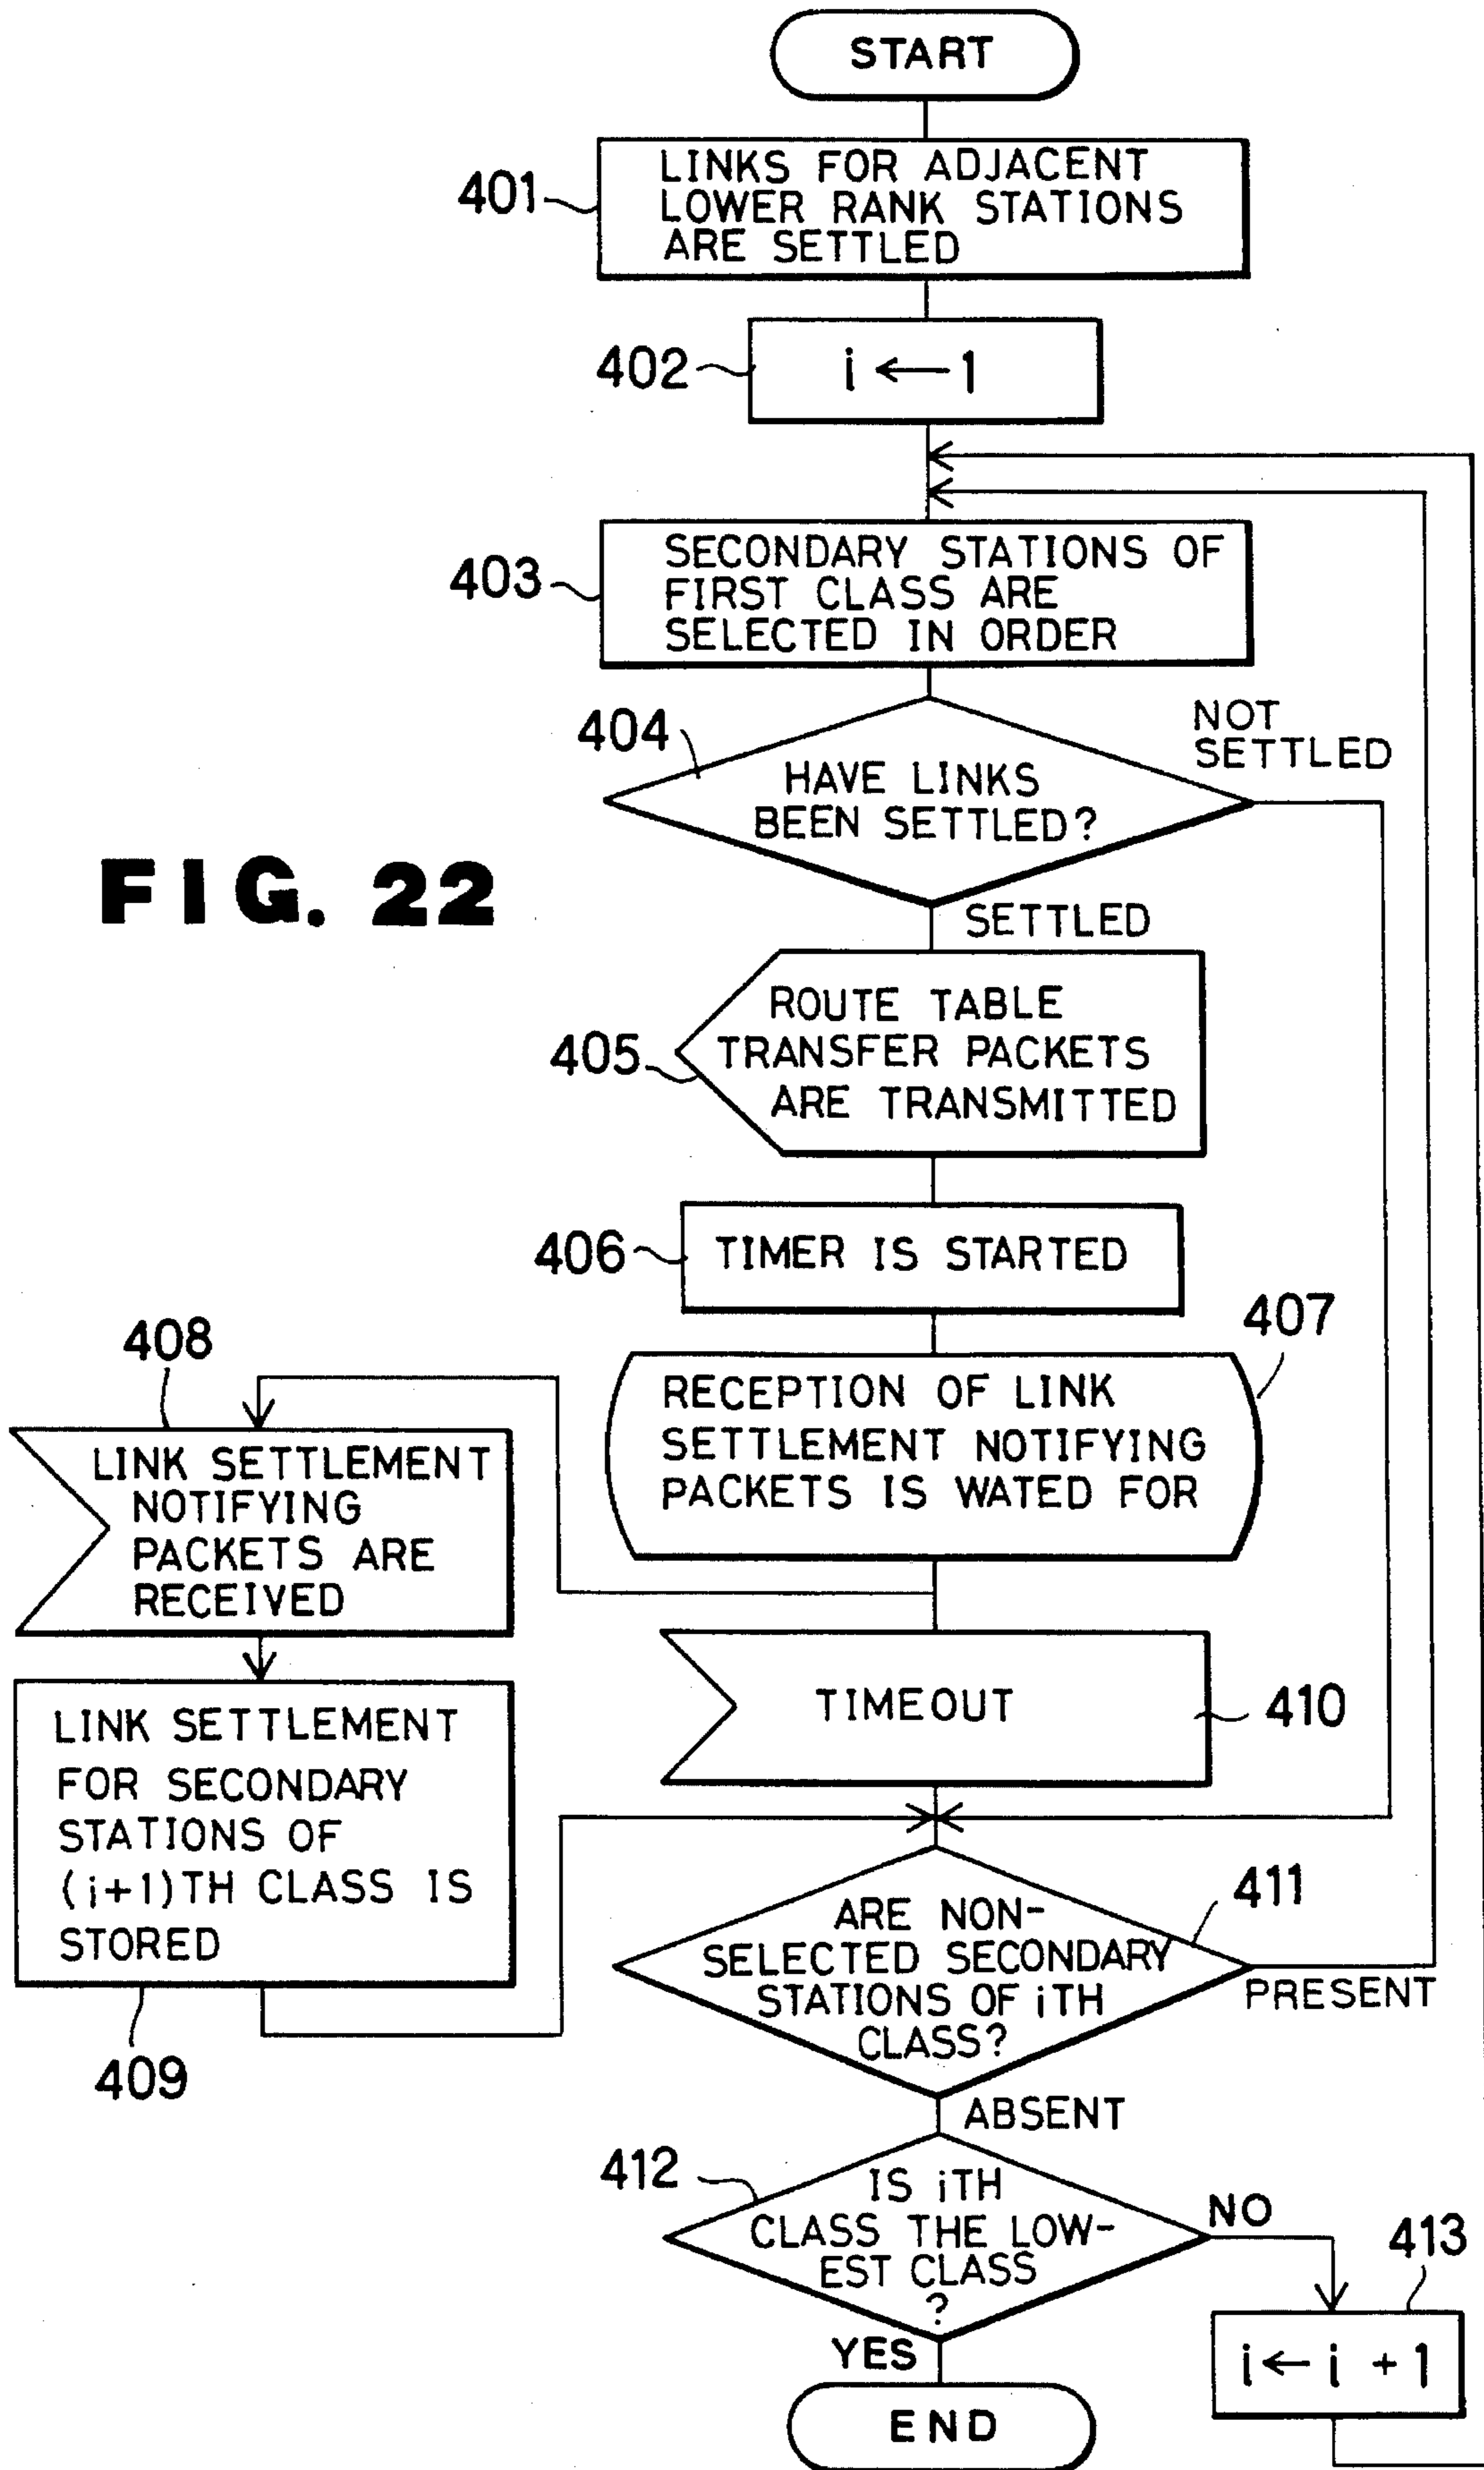 START
401
LINKS FOR ADJACENT
LOWER RANK STATIONS
ARE SETTLED
402
i ← 1
403
SECONDARY STATIONS OF
FIRST CLASS ARE
SELECTED IN ORDER
404
HAVE LINKS
BEEN SETTLED?
NOT
SETTLED
FIG. 22
SETTLED
405
ROUTE TABLE
TRANSFER PACKETS
ARE TRANSMITTED
406
TIMER IS STARTED
407
RECEPTION OF LINK
SETTLEMENT NOTIFYING
PACKETS IS WATED FOR
408
LINK SETTLEMENT
NOTIFYING
PACKETS ARE
RECEIVED
LINK SETTLEMENT
FOR SECONDARY
STATIONS OF
(i+1)TH CLASS IS
STORED
409
TIMEOUT
410
ARE NON-
SELECTED SECONDARY
STATIONS OF iTH
CLASS?
411
PRESENT
ABSENT
412
IS iTH
CLASS THE LOW-
EST CLASS
?
NO
413
i ← i + 1
YES
END